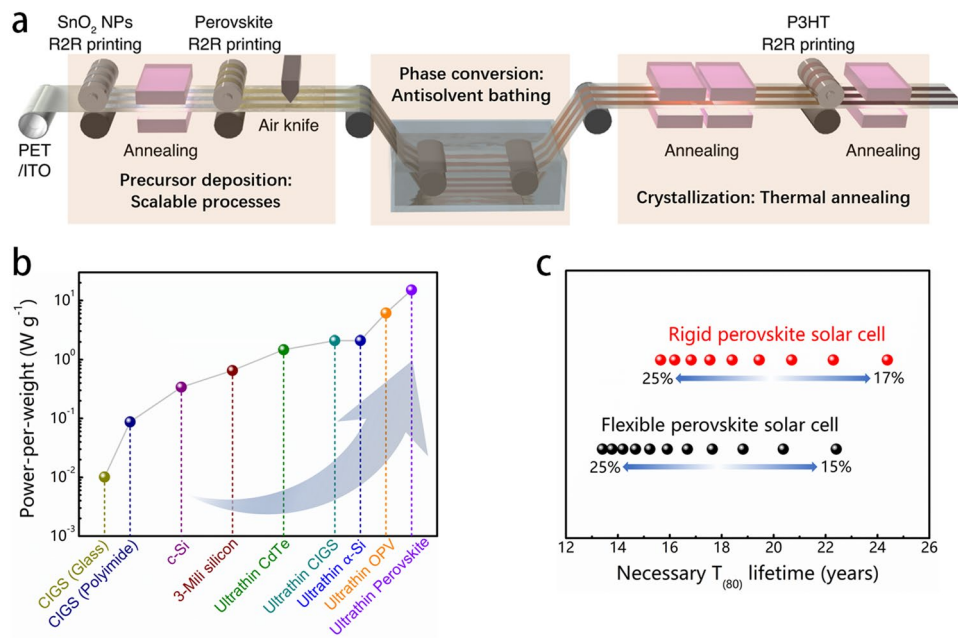 a
SnO₂ NPs
R2R printing
Perovskite
R2R printing
P3HT
R2R printing
Phase conversion:
Antisolvent bathing
PET
/ITO
Annealing
Air knife
Annealing
Annealing
Precursor deposition:
Scalable processes
Crystallization: Thermal annealing
b
Power-per-weight (W g⁻¹)
10¹
10⁰
10⁻¹
10⁻²
10⁻³
CIGS (Glass)
CIGS (Polyimide)
c-Si
3-Mili silicon
Ultrathin CdTe
Ultrathin CIGS
Ultrathin α-Si
Ultrathin OPV
Ultrathin Perovskite
c
Rigid perovskite solar cell
25%
17%
Flexible perovskite solar cell
25%
15%
12 14 16 18 20 22 24 26
Necessary T₍₈₀₎ lifetime (years)